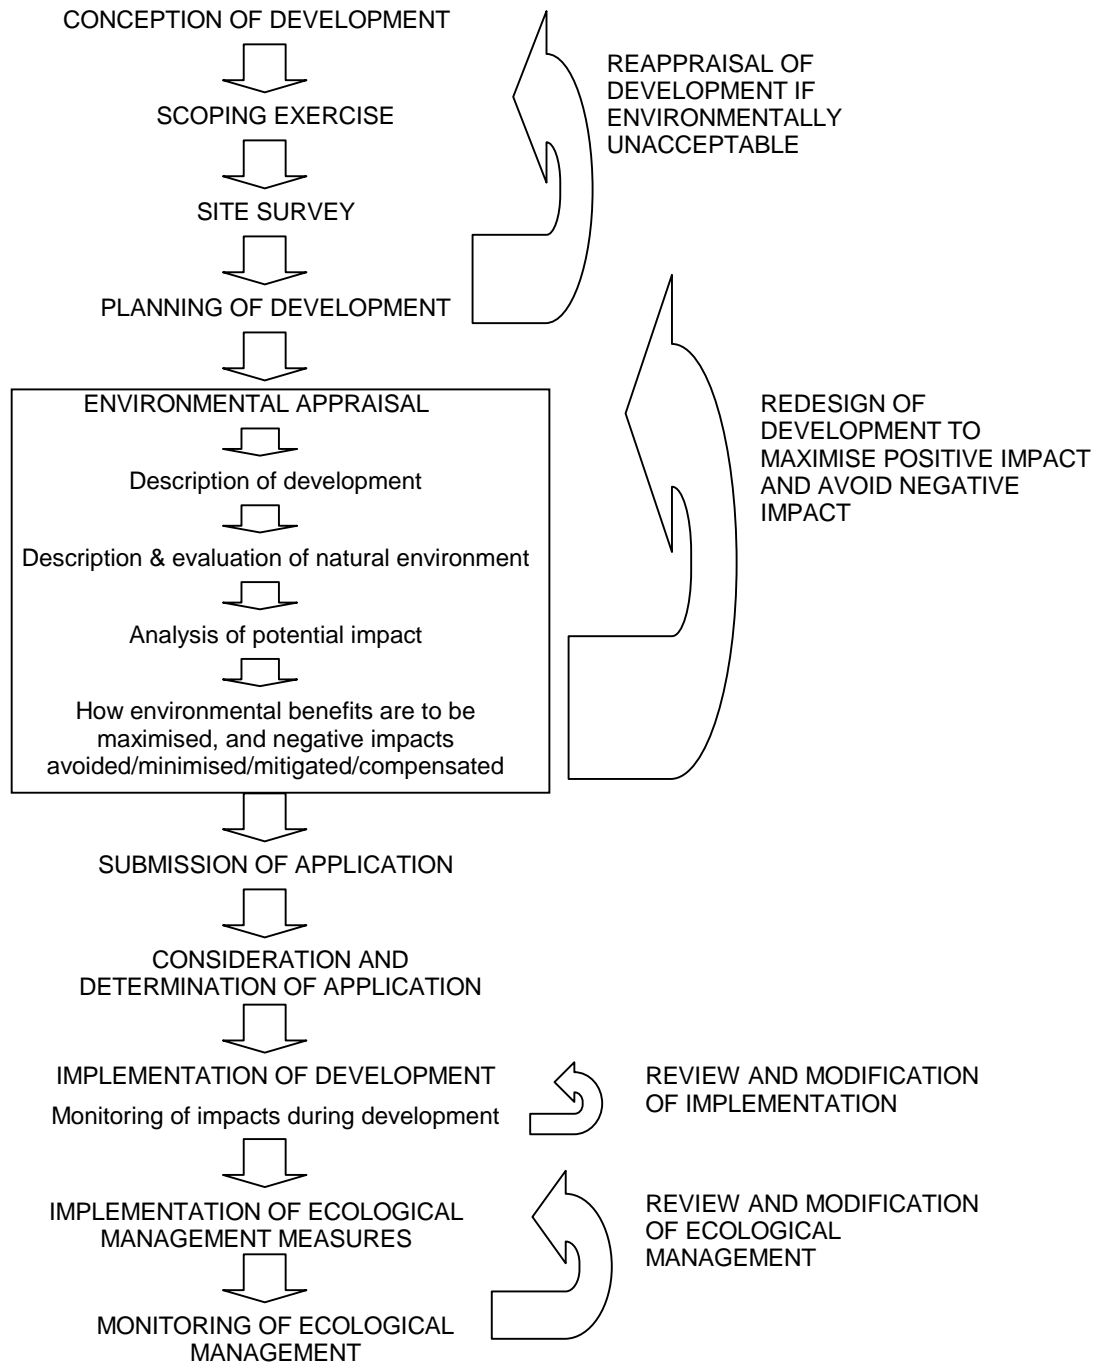 CONCEPTION OF DEVELOPMENT
REAPPRAISAL OF
DEVELOPMENT IF
ENVIRONMENTALLY
UNACCEPTABLE
SCOPING EXERCISE
SITE SURVEY
PLANNING OF DEVELOPMENT
ENVIRONMENTAL APPRAISAL
Description of development
Description & evaluation of natural environment
Analysis of potential impact
How environmental benefits are to be
maximised, and negative impacts
avoided/minimised/mitigated/compensated
REDESIGN OF
DEVELOPMENT TO
MAXIMISE POSITIVE IMPACT
AND AVOID NEGATIVE
IMPACT
SUBMISSION OF APPLICATION
CONSIDERATION AND
DETERMINATION OF APPLICATION
IMPLEMENTATION OF DEVELOPMENT
Monitoring of impacts during development
REVIEW AND MODIFICATION
OF IMPLEMENTATION
IMPLEMENTATION OF ECOLOGICAL
MANAGEMENT MEASURES
REVIEW AND MODIFICATION
OF ECOLOGICAL
MANAGEMENT
MONITORING OF ECOLOGICAL
MANAGEMENT